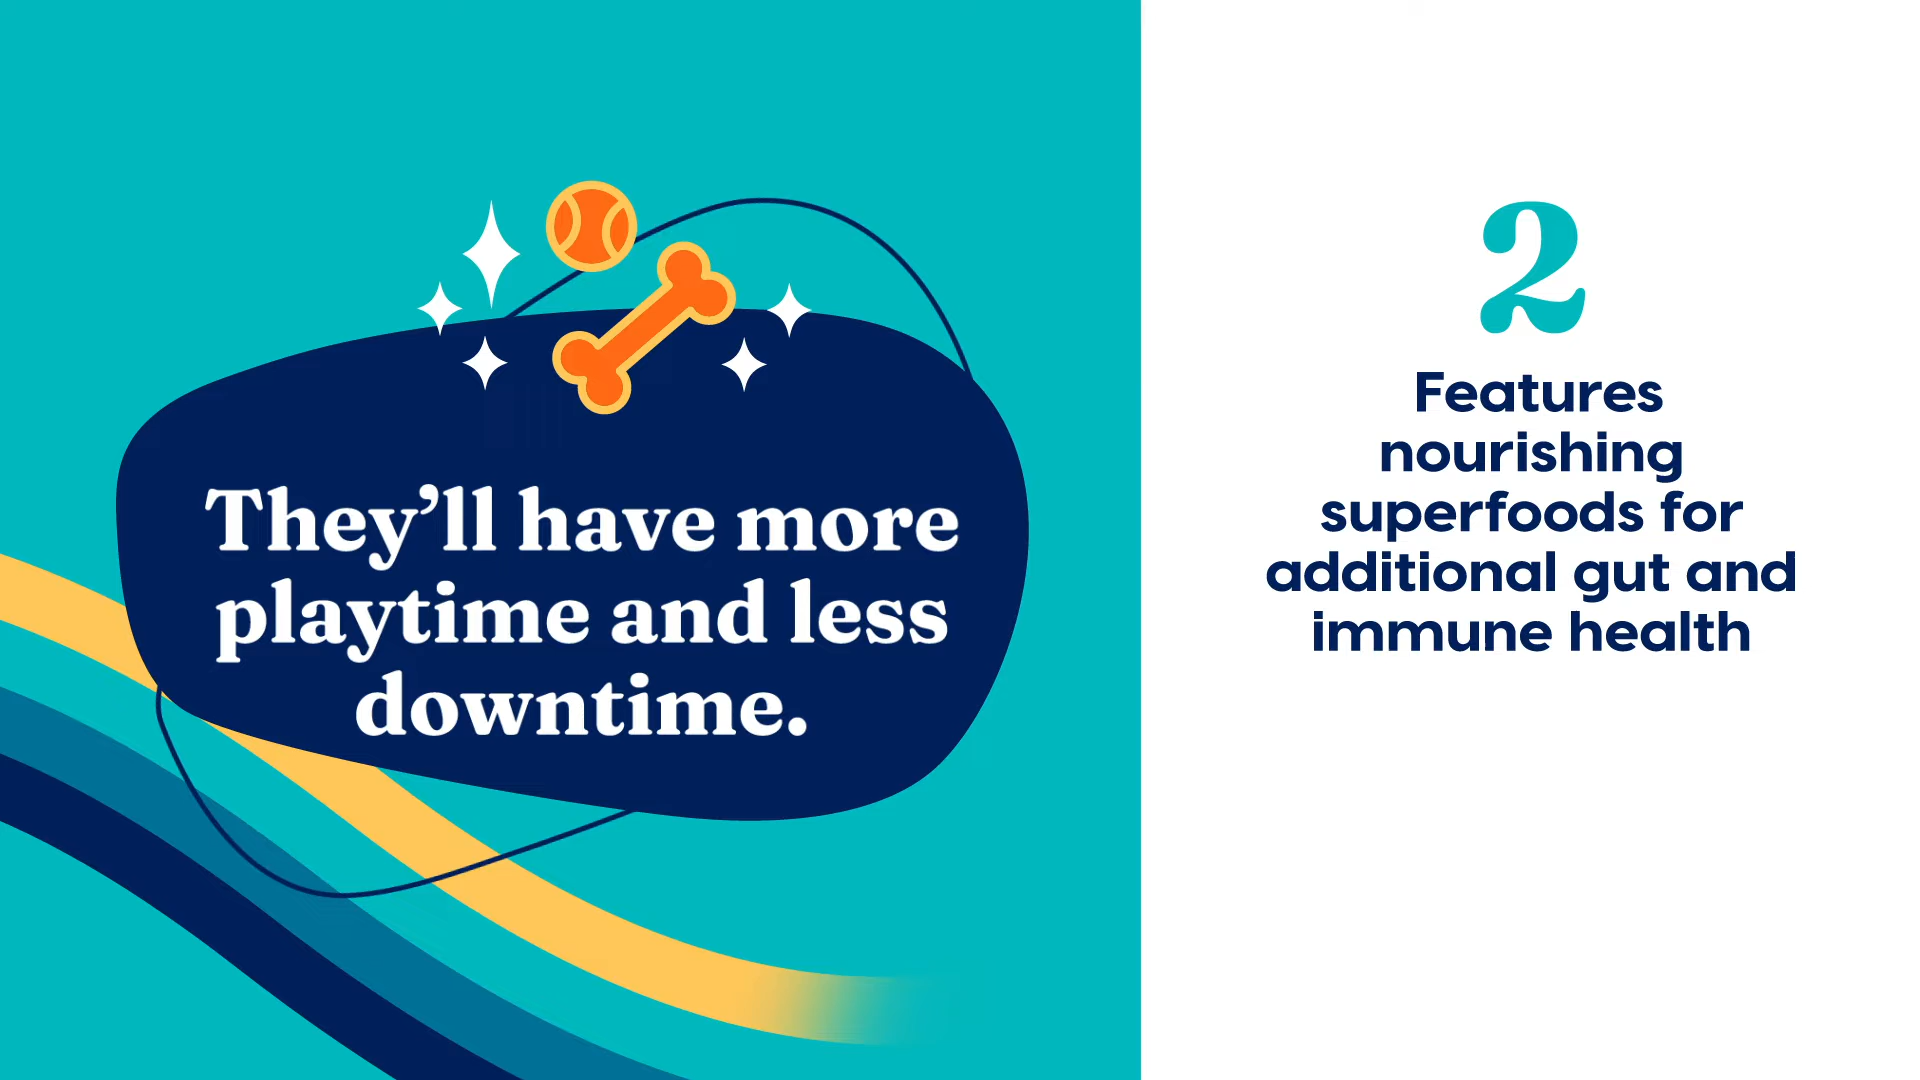 They’ll have more
playtime and less
downtime.
2
Features
nourishing
superfoods for
additional gut and
immune health